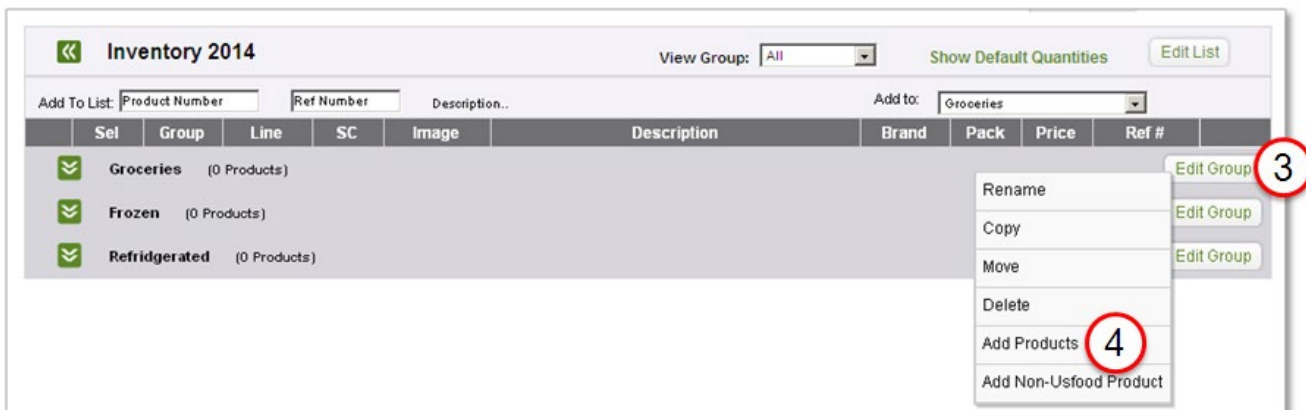 Inventory 2014 View Group: All Show Default Quantities Edit List
Add To List: Product Number Ref Number Description.. Add to: Groceries
Sel Group Line SC Image Description Brand Pack Price Ref #
Groceries (0 Products) Edit Group 3
Frozen (0 Products) Edit Group
Refridgerated (0 Products) Edit Group
Rename
Copy
Move
Delete
Add Products 4
Add Non-Usfood Product